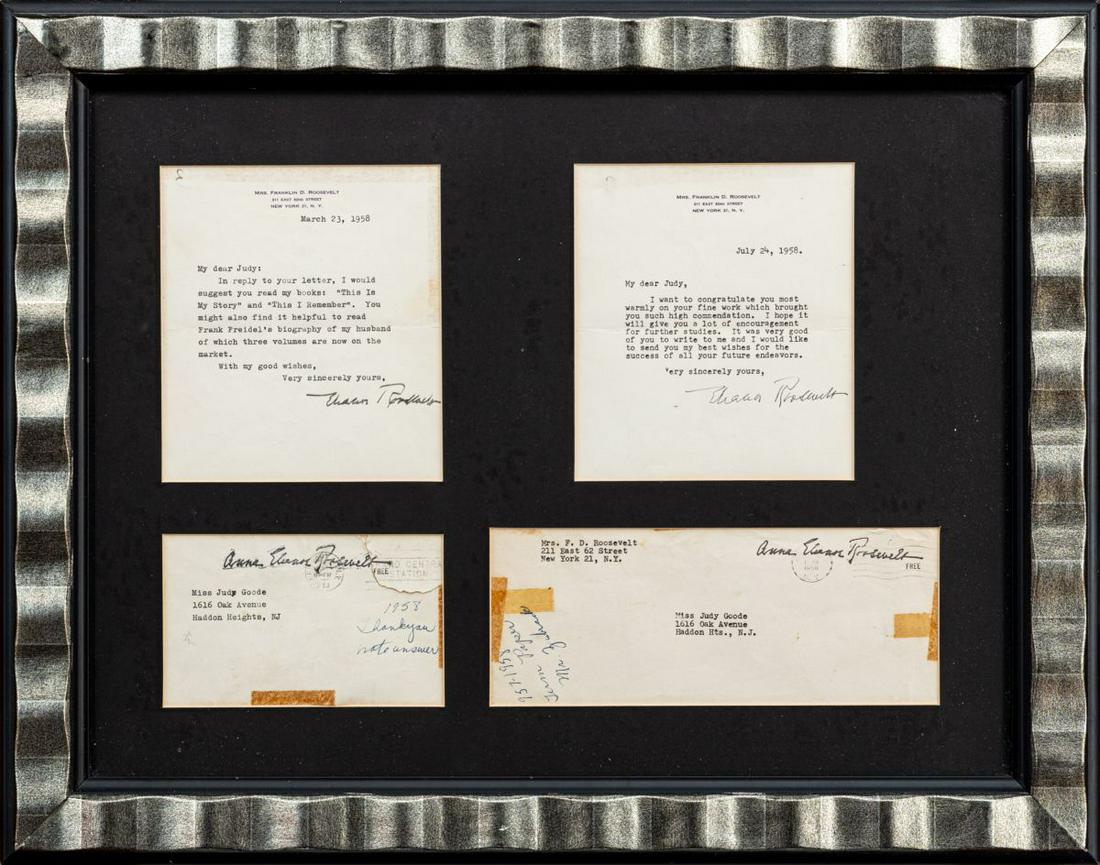 MRS. FRANKLIN D. ROOSEVELT
211 EAST 62ND STREET
NEW YORK 21, N. Y.
March 23, 1958
My dear Judy:
In reply to your letter, I would
suggest you read my books: "This Is
My Story" and "This I Remember". You
might also find it helpful to read
Frank Freidel's biography of my husband
of which three volumes are now on the
market.
With my good wishes,
Very sincerely yours,
Eleanor Roosevelt
MRS. FRANKLIN D. ROOSEVELT
211 EAST 62ND STREET
NEW YORK 21, N. Y.
July 24, 1958.
My dear Judy,
I want to congratulate you most
warmly on your fine work which brought
you such high commendation. I hope it
will give you a lot of encouragement
for further studies. It was very good
of you to write to me and I would like
to send you my best wishes for the
success of all your future endeavors.
Very sincerely yours,
Eleanor Roosevelt
Anna Eleanor Roosevelt
FREE
STATION
Miss Judy Goode
1616 Oak Avenue
Haddon Heights, NJ
1958
Thankyou
note answer
Mrs. F. D. Roosevelt
211 East 62 Street
New York 21, N.Y.
Anna Eleanor Roosevelt
1958
FREE
Miss Judy Goode
1616 Oak Avenue
Haddon Hts., N.J.
Term Paper